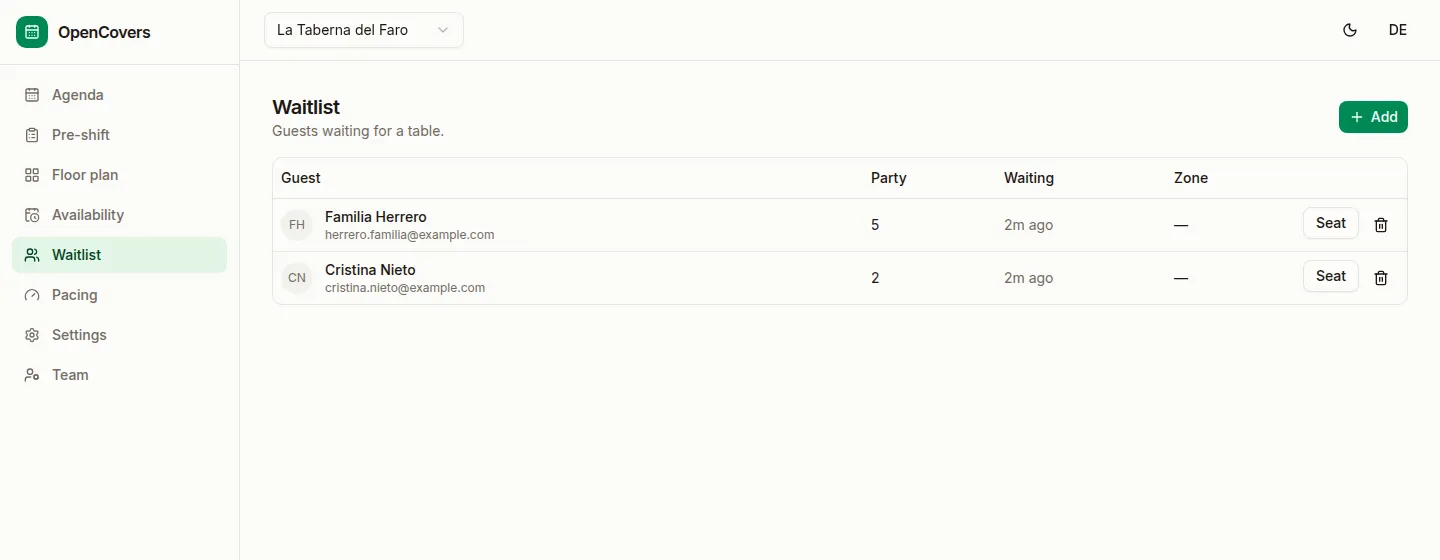 OpenCovers
La Taberna del Faro
DE
Agenda
Pre-shift
Floor plan
Availability
Waitlist
Pacing
Settings
Team
Waitlist
Guests waiting for a table.
+ Add
Guest Party Waiting Zone
FH Familia Herrero 5 2m ago — Seat
herrero.familia@example.com
CN Cristina Nieto 2 2m ago — Seat
cristina.nieto@example.com